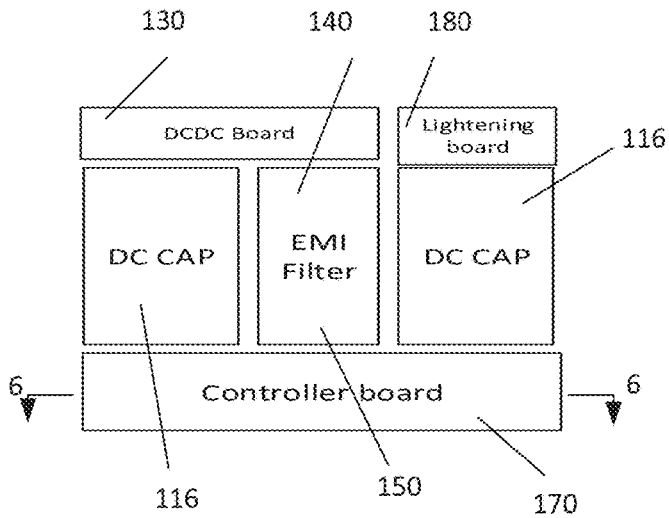 130
140
180
DCDC Board
Lightening
board
116
DC CAP
EMI
Filter
DC CAP
6
Controller board
6
116
150
170